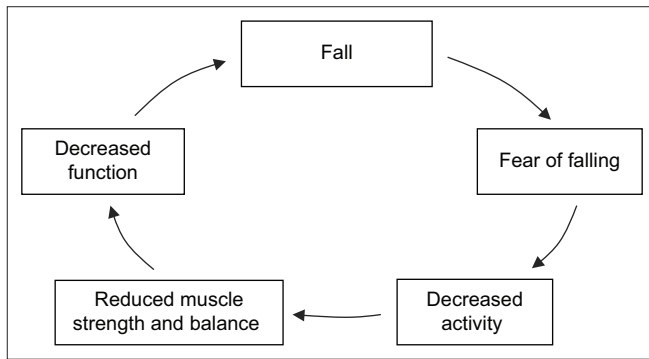 Fall
Fear of falling
Decreased
activity
Reduced muscle
strength and balance
Decreased
function